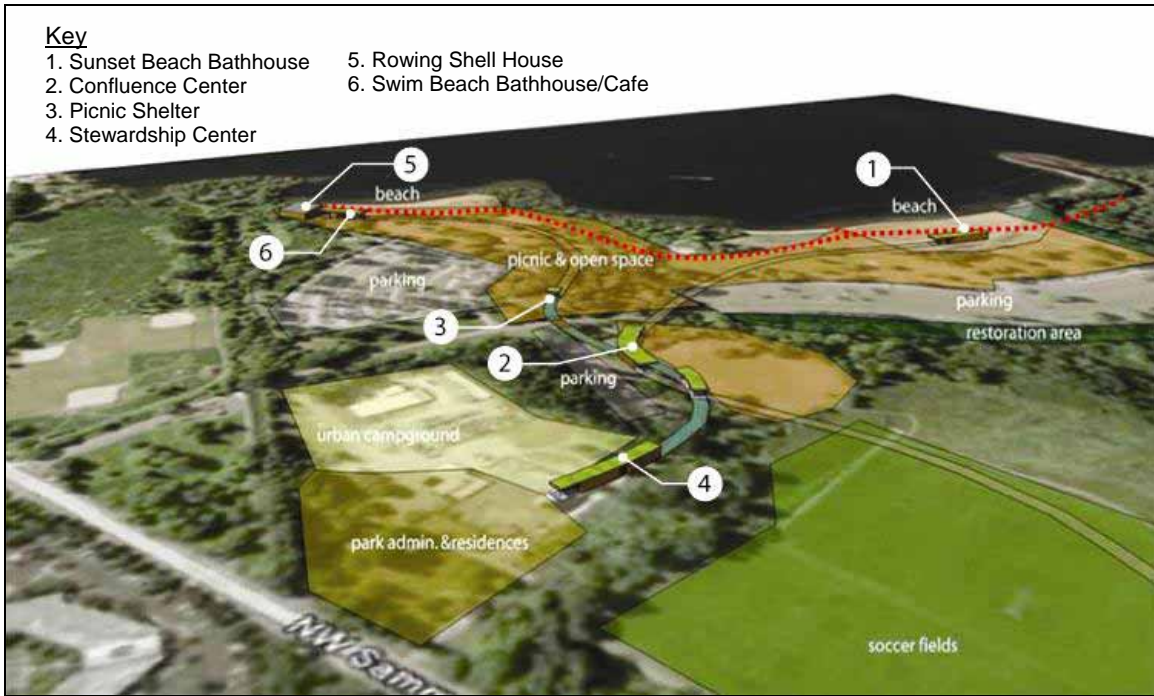 Key
1. Sunset Beach Bathhouse
2. Confluence Center
3. Picnic Shelter
4. Stewardship Center
5. Rowing Shell House
6. Swim Beach Bathhouse/Cafe
5
beach
1
beach
6
picnic & open space
parking
parking
3
restoration area
2
parking
urban campground
4
park admin. &residences
NW Samm
soccer fields